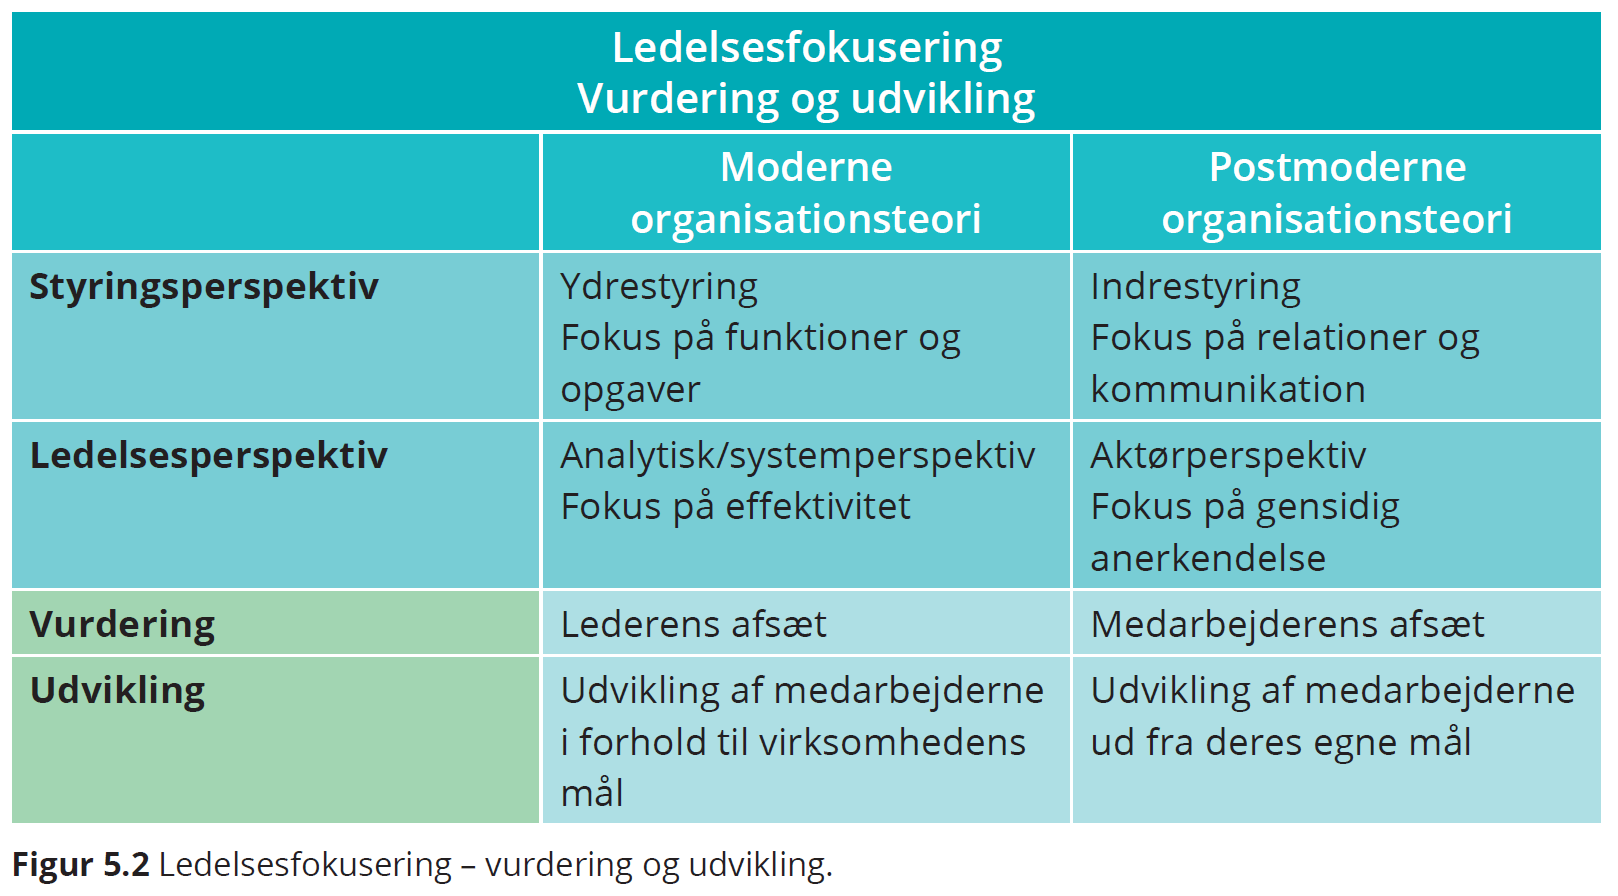 Ledelsesfokusering
Vurdering og udvikling
Moderne
organisationsteori
Postmoderne
organisationsteori
Styringsperspektiv
Ydrestyring
Fokus på funktioner og
opgaver
Indrestyring
Fokus på relationer og
kommunikation
Ledelsesperspektiv
Analytisk/systemperspektiv
Fokus på effektivitet
Aktørperspektiv
Fokus på gensidig
anerkendelse
Vurdering
Lederens afsæt
Medarbejderens afsæt
Udvikling
Udvikling af medarbejderne
i forhold til virksomhedens
mål
Udvikling af medarbejderne
ud fra deres egne mål
Figur 5.2 Ledelsesfokusering – vurdering og udvikling.